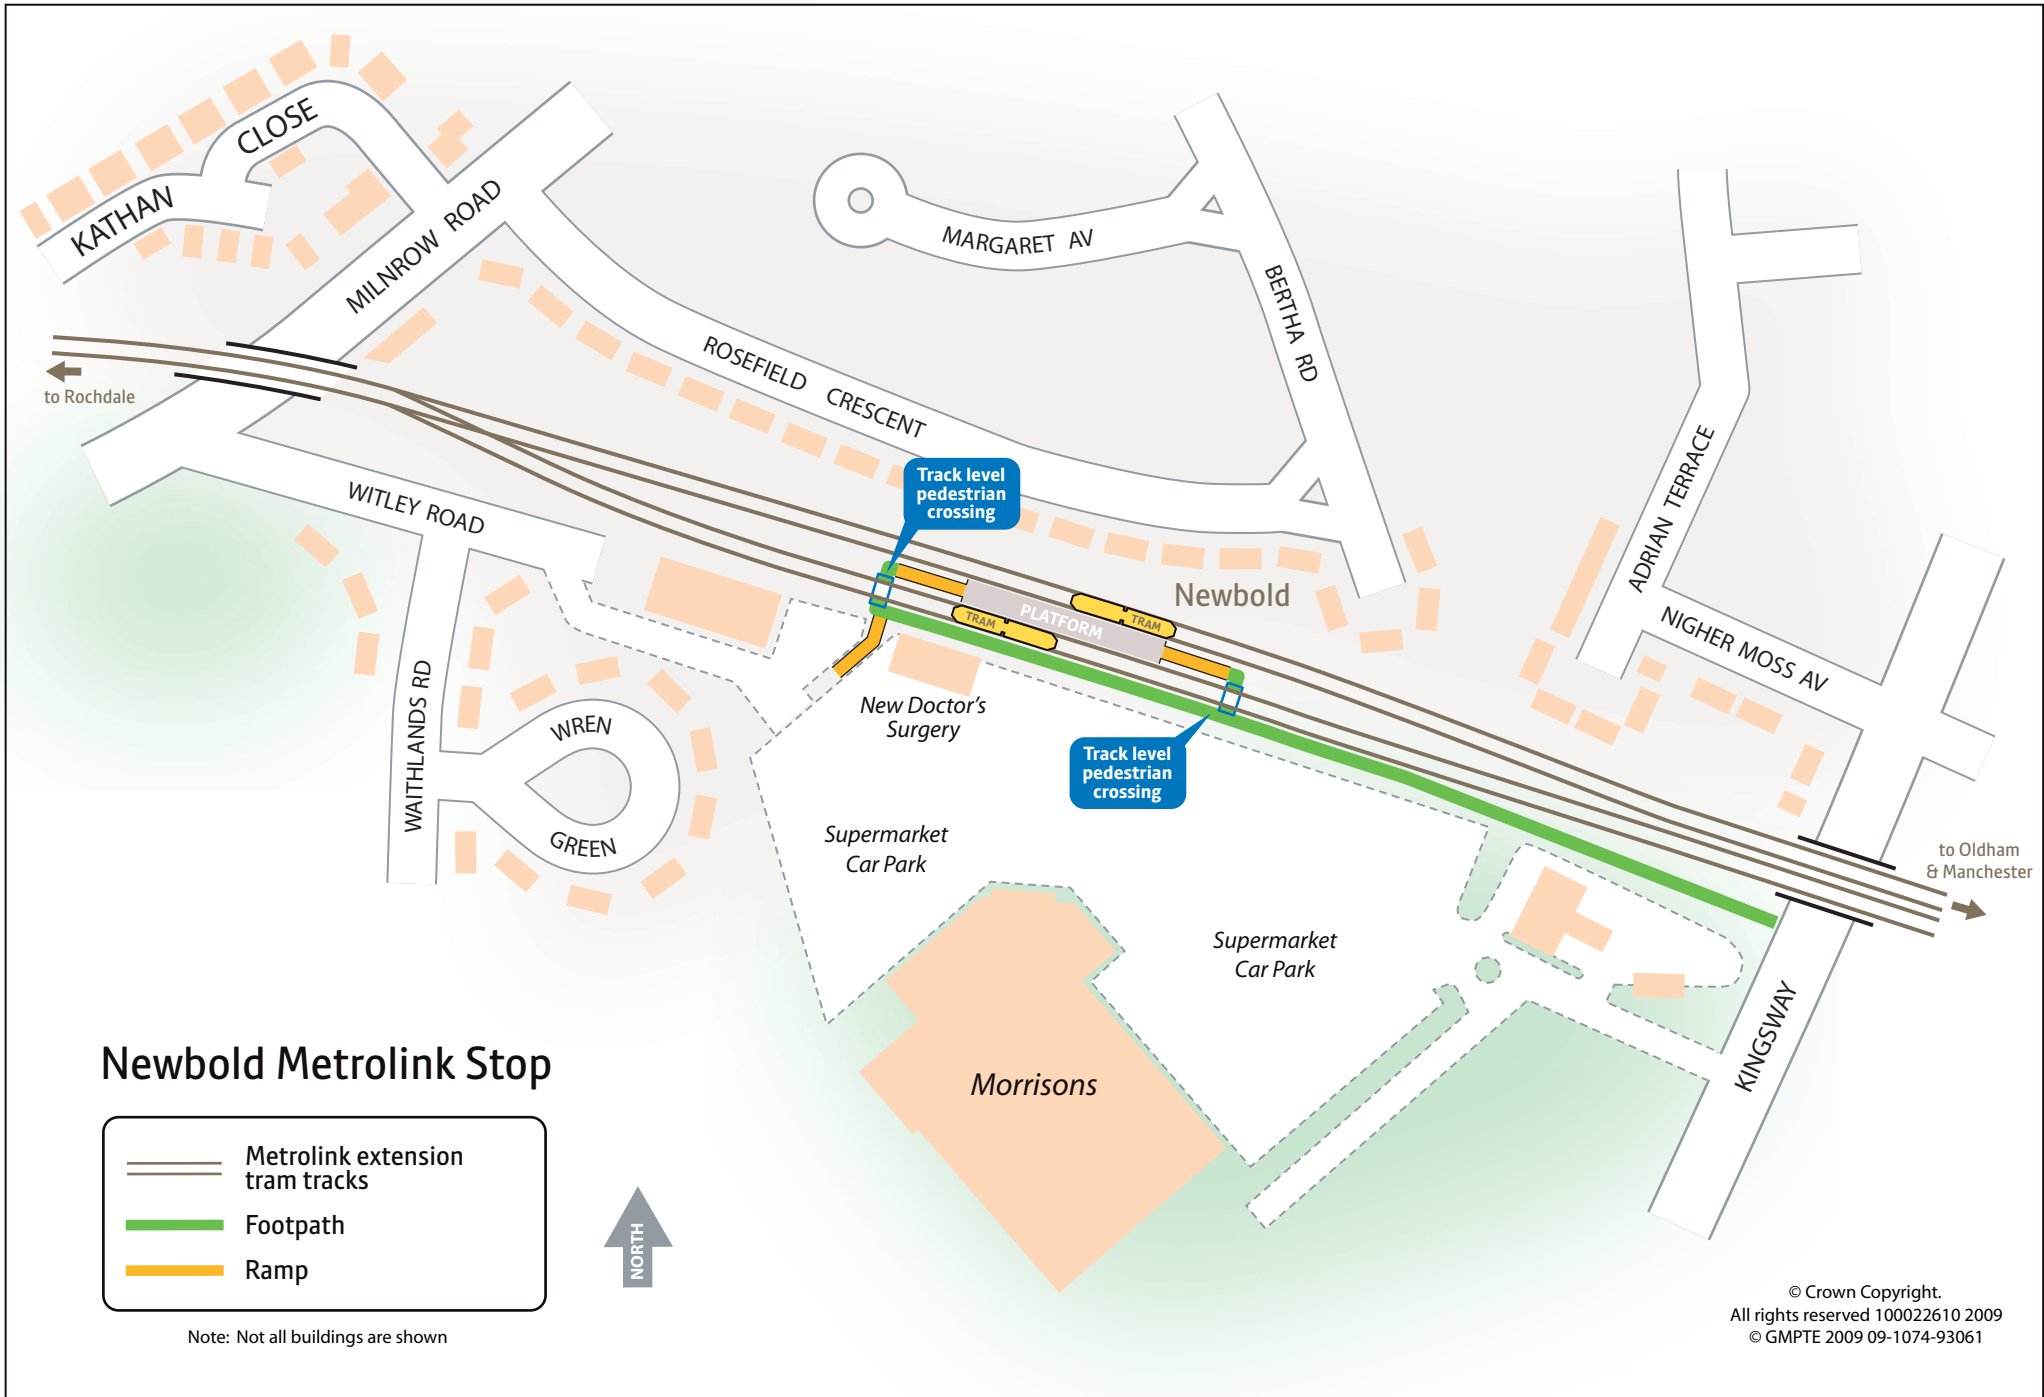 KATHAN
CLOSE
MILNROW ROAD
MARGARET AV
BERTHA RD
ROSEFIELD CRESCENT
to Rochdale
WITLEY ROAD
WAITHLANDS RD
WREN
GREEN
Track level
pedestrian
crossing
PLATFORM
TRAM
TRAM
Newbold
ADRIAN TERRACE
NIGHER MOSS AV
New Doctor's
Surgery
Track level
pedestrian
crossing
Supermarket
Car Park
Supermarket
Car Park
to Oldham
& Manchester
KINGSWAY
Morrisons
Newbold Metrolink Stop
Metrolink extension
tram tracks
Footpath
Ramp
NORTH
Note: Not all buildings are shown
© Crown Copyright.
All rights reserved 100022610 2009
© GMPTE 2009 09-1074-93061